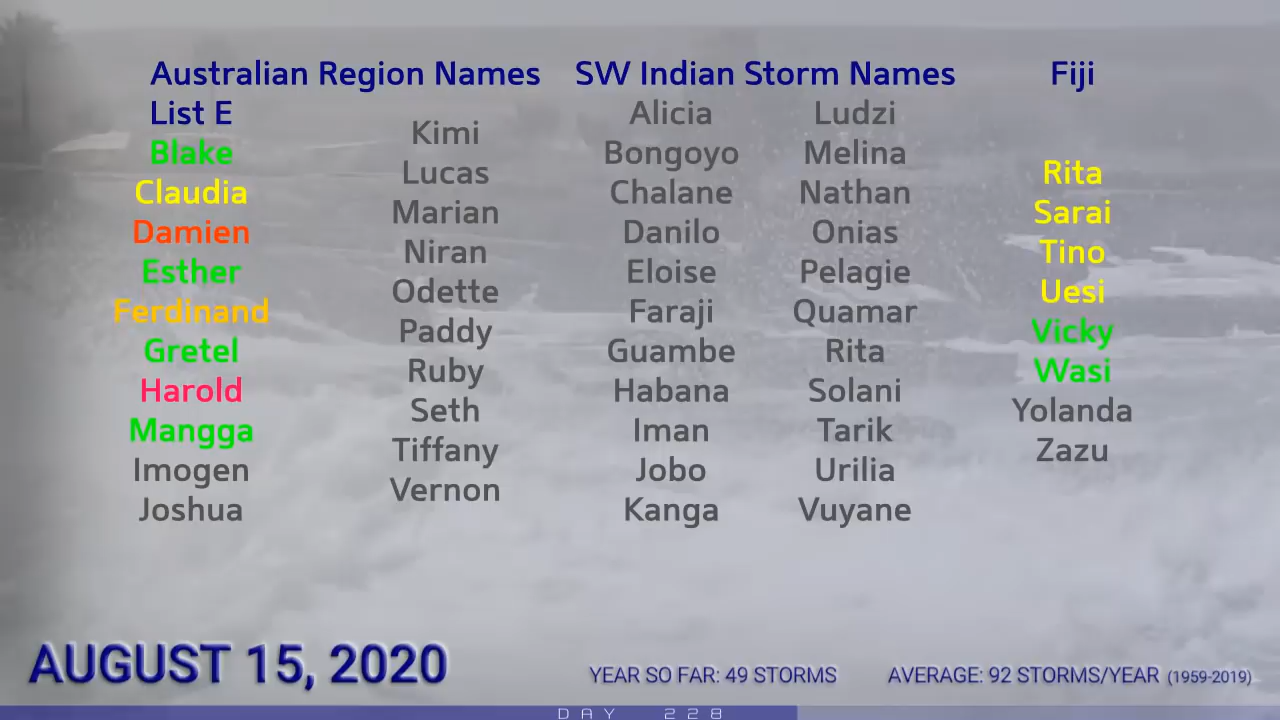 Australian Region Names
List E
Blake
Claudia
Damien
Esther
Ferdinand
Gretel
Harold
Mangga
Imogen
Joshua
Kimi
Lucas
Marian
Niran
Odette
Paddy
Ruby
Seth
Tiffany
Vernon
SW Indian Storm Names
Alicia
Bongoyo
Chalane
Danilo
Eloise
Faraji
Guambe
Habana
Iman
Jobo
Kanga
Ludzi
Melina
Nathan
Onias
Pelagie
Quamar
Rita
Solani
Tarik
Urilia
Vuyane
Fiji
Rita
Sarai
Tino
Uesi
Vicky
Wasi
Yolanda
Zazu
AUGUST 15, 2020
YEAR SO FAR: 49 STORMS
AVERAGE: 92 STORMS/YEAR (1959-2019)
DAY 228